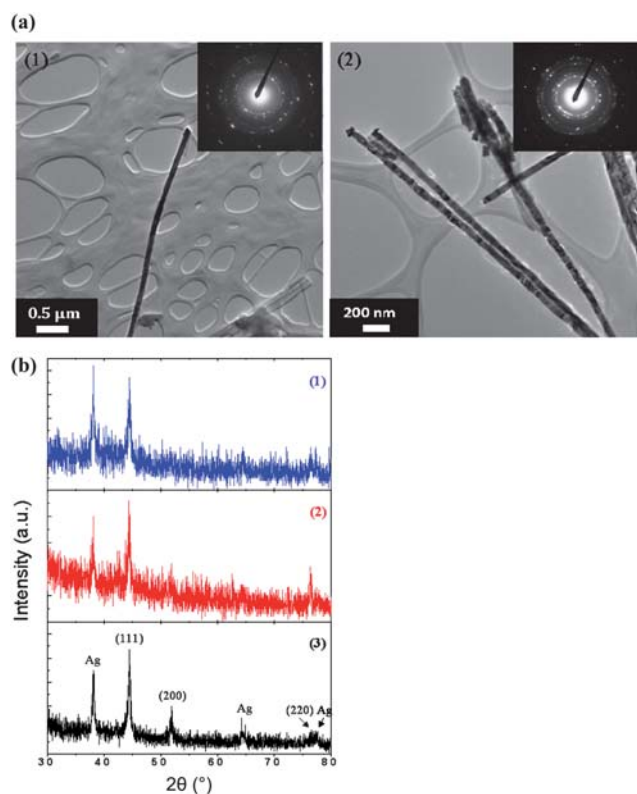 (a)
(1)
(2)
0.5 µm
200 nm
(b)
(1)
(2)
(3)
Ag
(111)
(200)
Ag
(220)
Ag
Intensity (a.u.)
30 40 50 60 70 80
2θ (°)